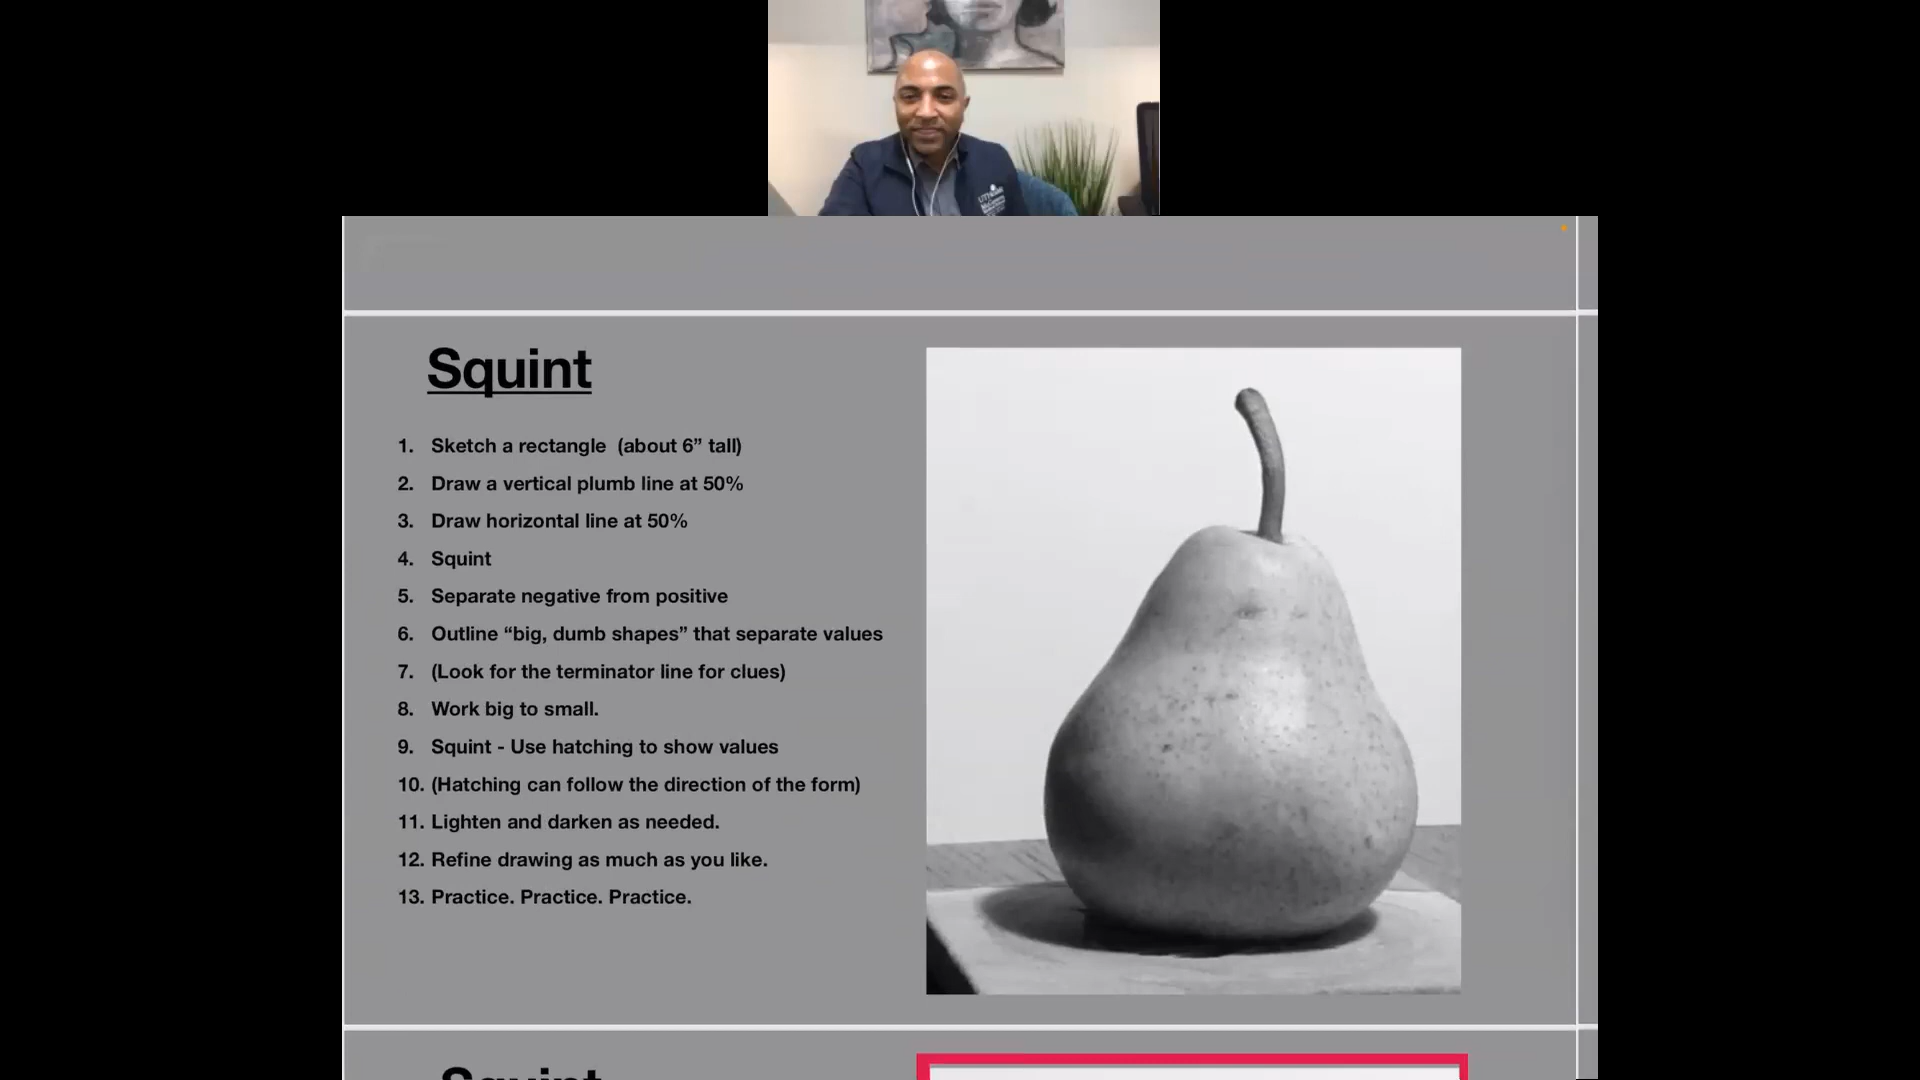 Squint
1. Sketch a rectangle (about 6” tall)
2. Draw a vertical plumb line at 50%
3. Draw horizontal line at 50%
4. Squint
5. Separate negative from positive
6. Outline “big, dumb shapes” that separate values
7. (Look for the terminator line for clues)
8. Work big to small.
9. Squint - Use hatching to show values
10. (Hatching can follow the direction of the form)
11. Lighten and darken as needed.
12. Refine drawing as much as you like.
13. Practice. Practice. Practice.
Squint